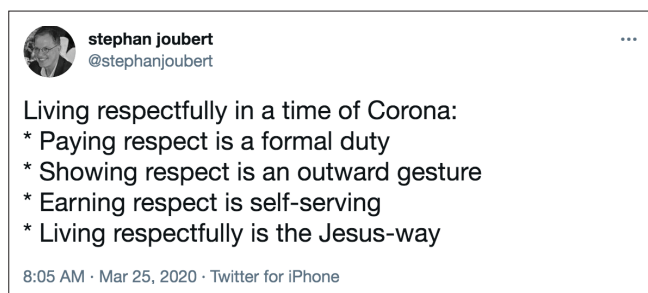 stephan joubert
@stephanjoubert
Living respectfully in a time of Corona:
* Paying respect is a formal duty
* Showing respect is an outward gesture
* Earning respect is self-serving
* Living respectfully is the Jesus-way
8:05 AM · Mar 25, 2020 · Twitter for iPhone